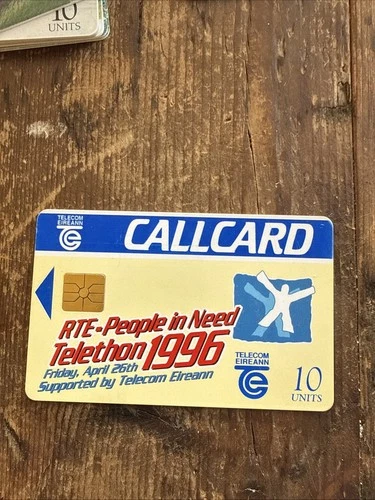 10
UNITS
TELECOM
EIREANN
CALLCARD
RTE-People in Need
Telethon 1996
Friday, April 26th
Supported by Telecom Eireann
TELECOM
EIREANN
10
UNITS